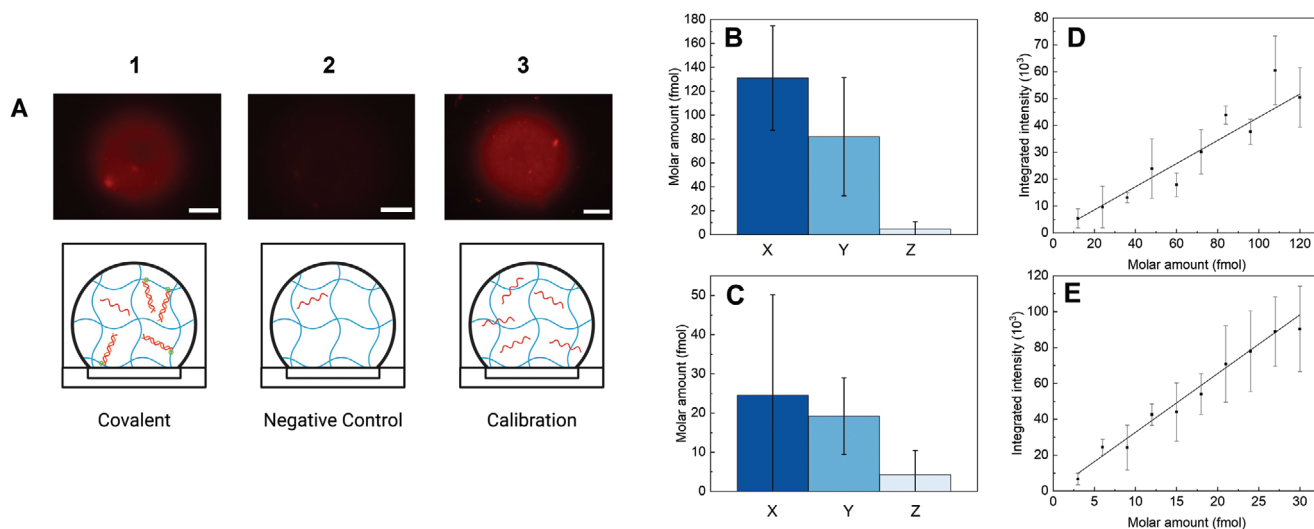 1 2 3
A
Covalent Negative Control Calibration
B
180
160
140
120
100
80
60
40
20
0
Molar amount (fmol)
X Y Z
C
50
40
30
20
10
0
Molar amount (fmol)
X Y Z
D
80
70
60
50
40
30
20
10
0
Integrated intensity (10³)
20 40 60 80 100 120
Molar amount (fmol)
E
120
100
80
60
40
20
0
Integrated intensity (10³)
0 5 10 15 20 25 30
Molar amount (fmol)